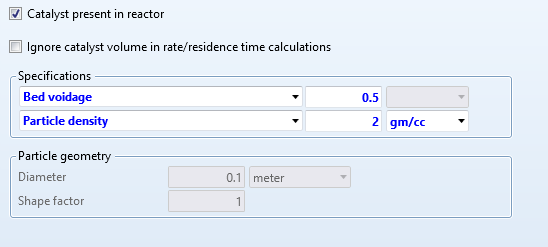 Catalyst present in reactor
Ignore catalyst volume in rate/residence time calculations
Specifications
Bed voidage 0.5
Particle density 2 gm/cc
Particle geometry
Diameter 0.1 meter
Shape factor 1